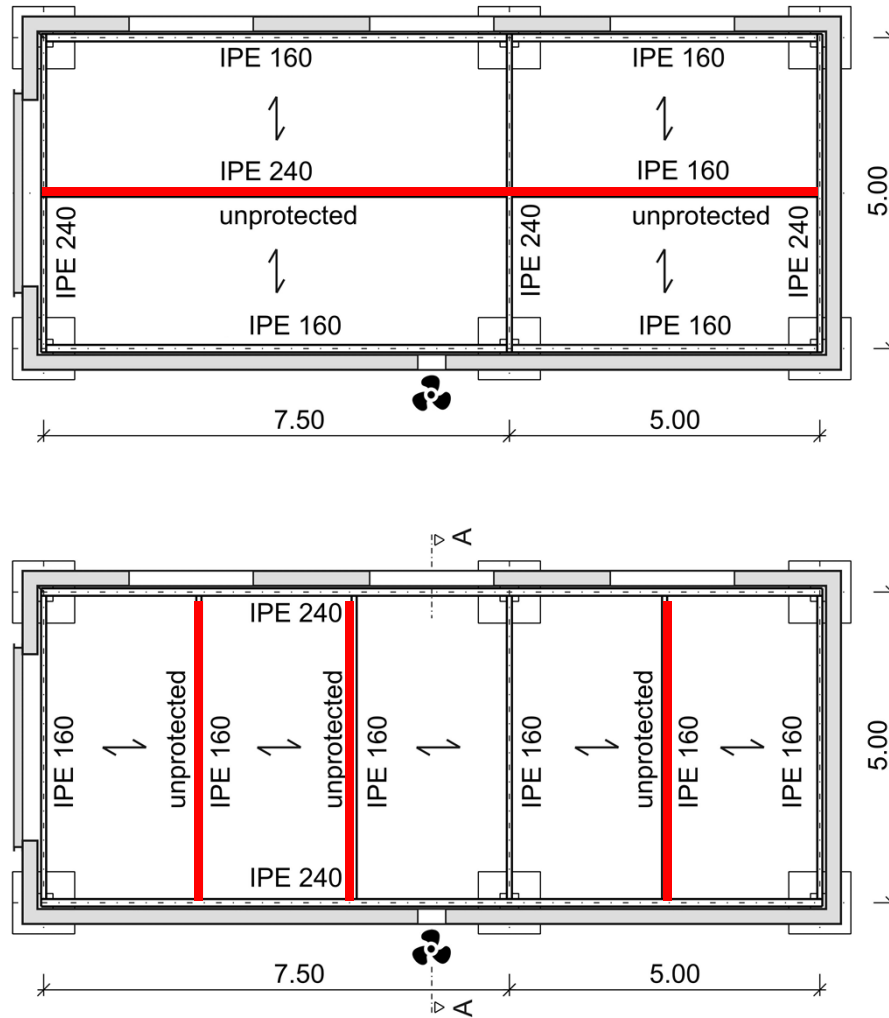 IPE 160 IPE 160
IPE 240 IPE 160
unprotected unprotected
IPE 240 IPE 240 IPE 240
5.00
IPE 160 IPE 160
7.50 5.00
A
IPE 240
unprotected unprotected unprotected
IPE 160 IPE 160 IPE 160 IPE 160 IPE 160 IPE 160
5.00
IPE 240
7.50 5.00
A